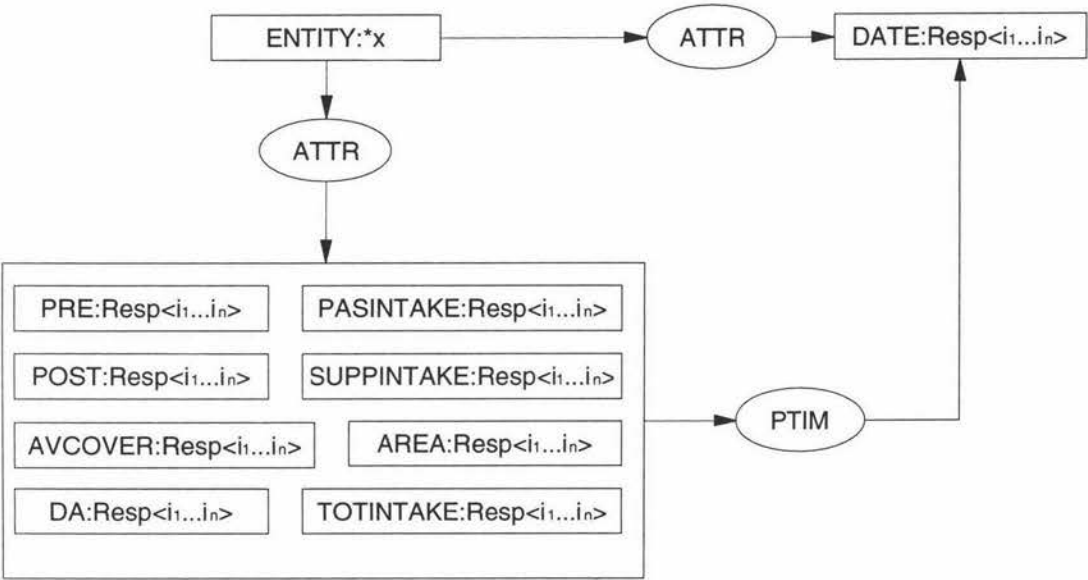 ENTITY:*x
ATTR
DATE:Resp<i₁...iₙ>
ATTR
PRE:Resp<i₁...iₙ>
PASINTAKE:Resp<i₁...iₙ>
POST:Resp<i₁...iₙ>
SUPPINTAKE:Resp<i₁...iₙ>
AVCOVER:Resp<i₁...iₙ>
AREA:Resp<i₁...iₙ>
PTIM
DA:Resp<i₁...iₙ>
TOTINTAKE:Resp<i₁...iₙ>